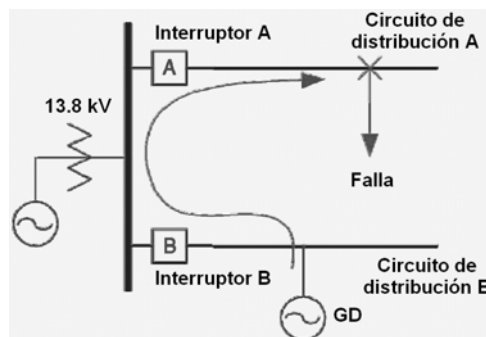 Interruptor A
Circuito de
distribución A
A
13.8 kV
Falla
B
Interruptor B
Circuito de
distribución B
GD